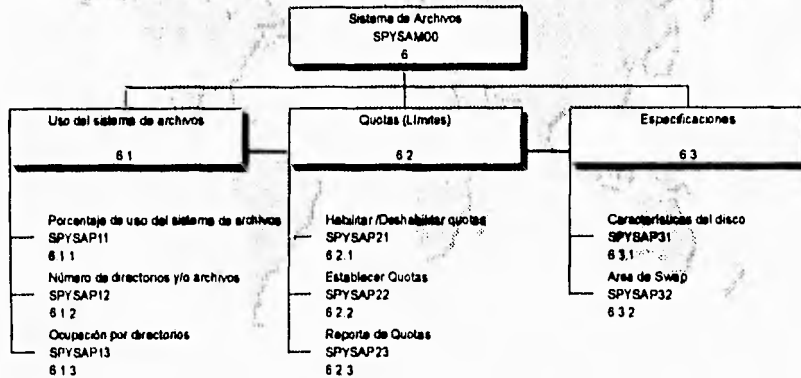 Sistema de Archivos
SPYSAM00
6
Uso del sistema de archivos
6.1
Quotas (Límites)
6.2
Especificaciones
6.3
Porcentaje de uso del sistema de archivos
SPYSAP11
6.1.1
Número de directorios y/o archivos
SPYSAP12
6.1.2
Ocupación por directorios
SPYSAP13
6.1.3
Habilitar /Deshabilitar quotas
SPYSAP21
6.2.1
Establecer Quotas
SPYSAP22
6.2.2
Reporte de Quotas
SPYSAP23
6.2.3
Características del disco
SPYSAP31
6.3.1
Area de Swap
SPYSAP32
6.3.2